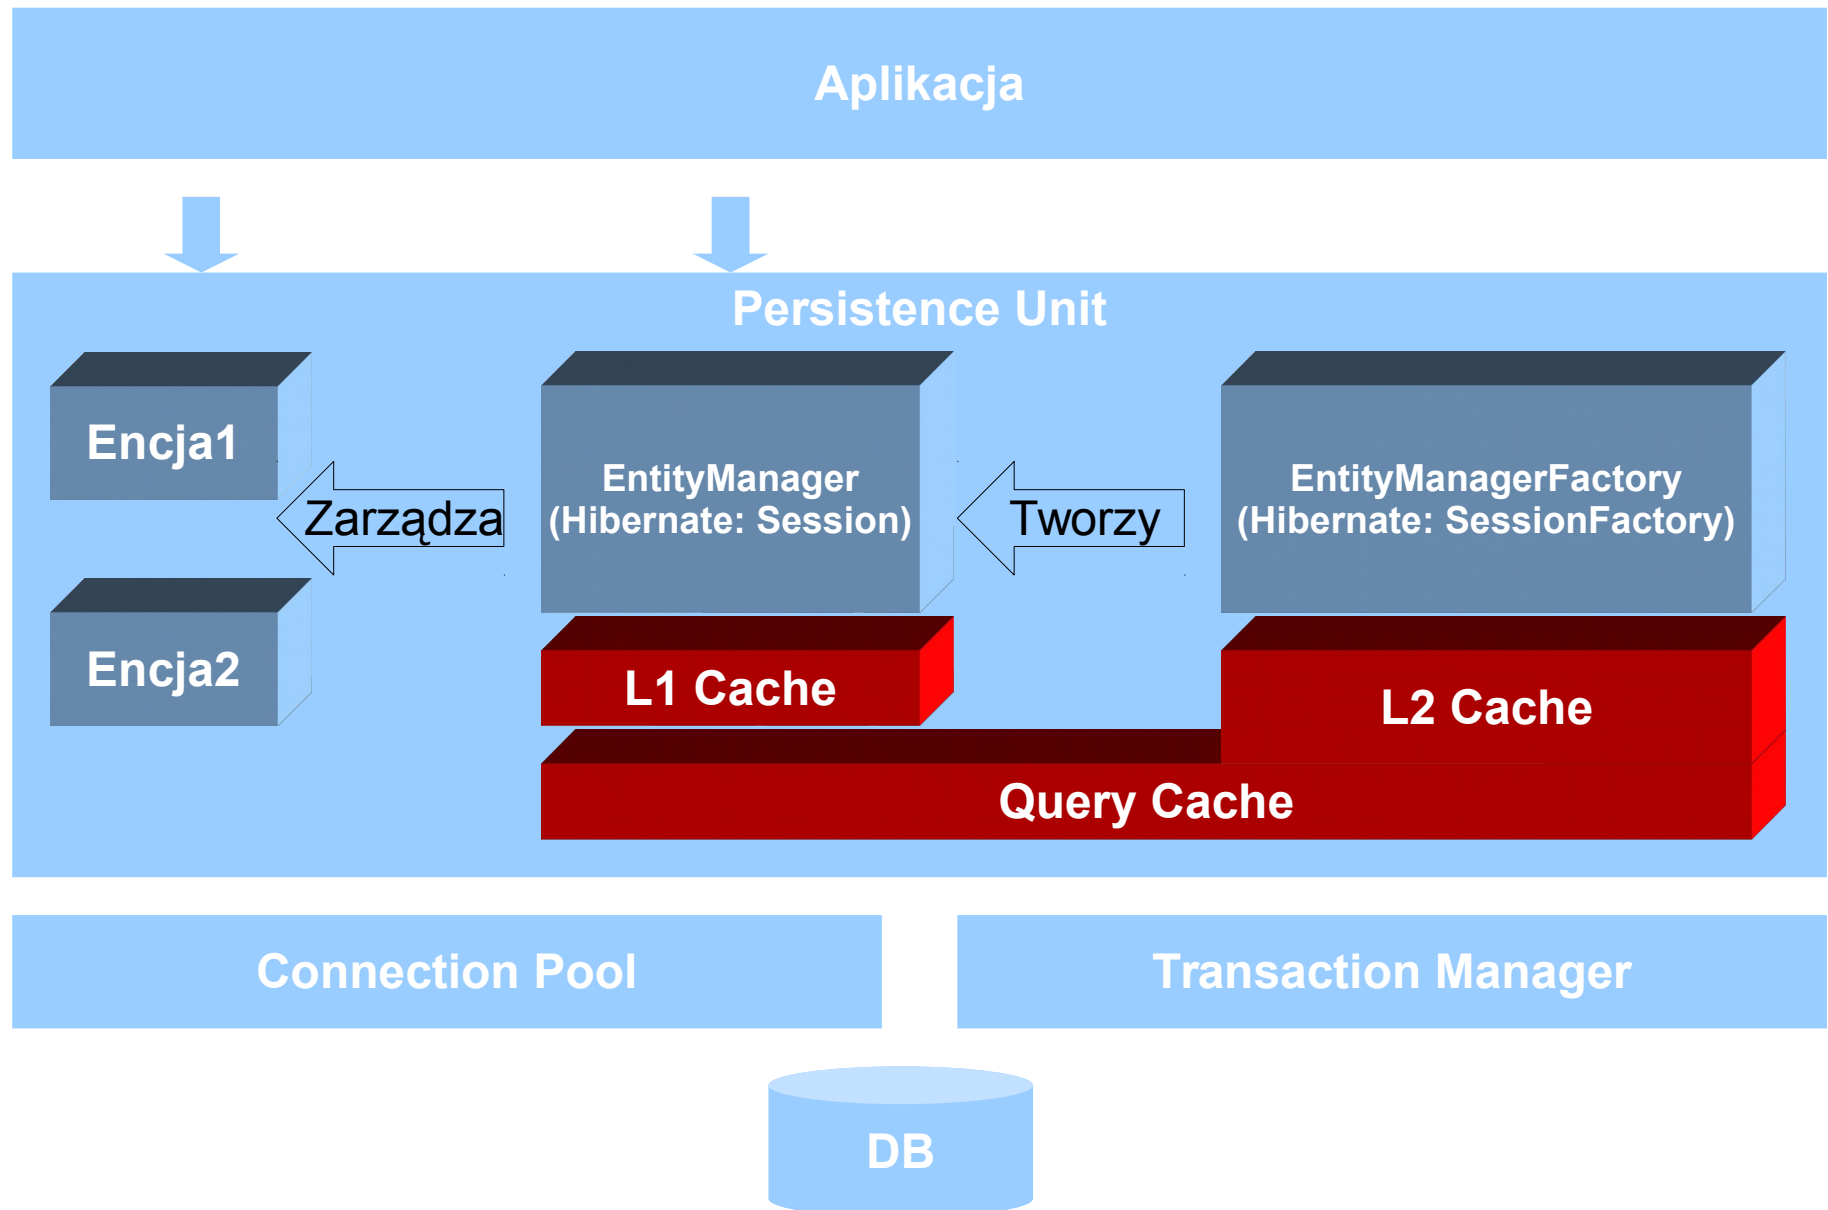 Aplikacja
Persistence Unit
Encja1
Zarządza
EntityManager
(Hibernate: Session)
Tworzy
EntityManagerFactory
(Hibernate: SessionFactory)
Encja2
L1 Cache
L2 Cache
Query Cache
Connection Pool
Transaction Manager
DB